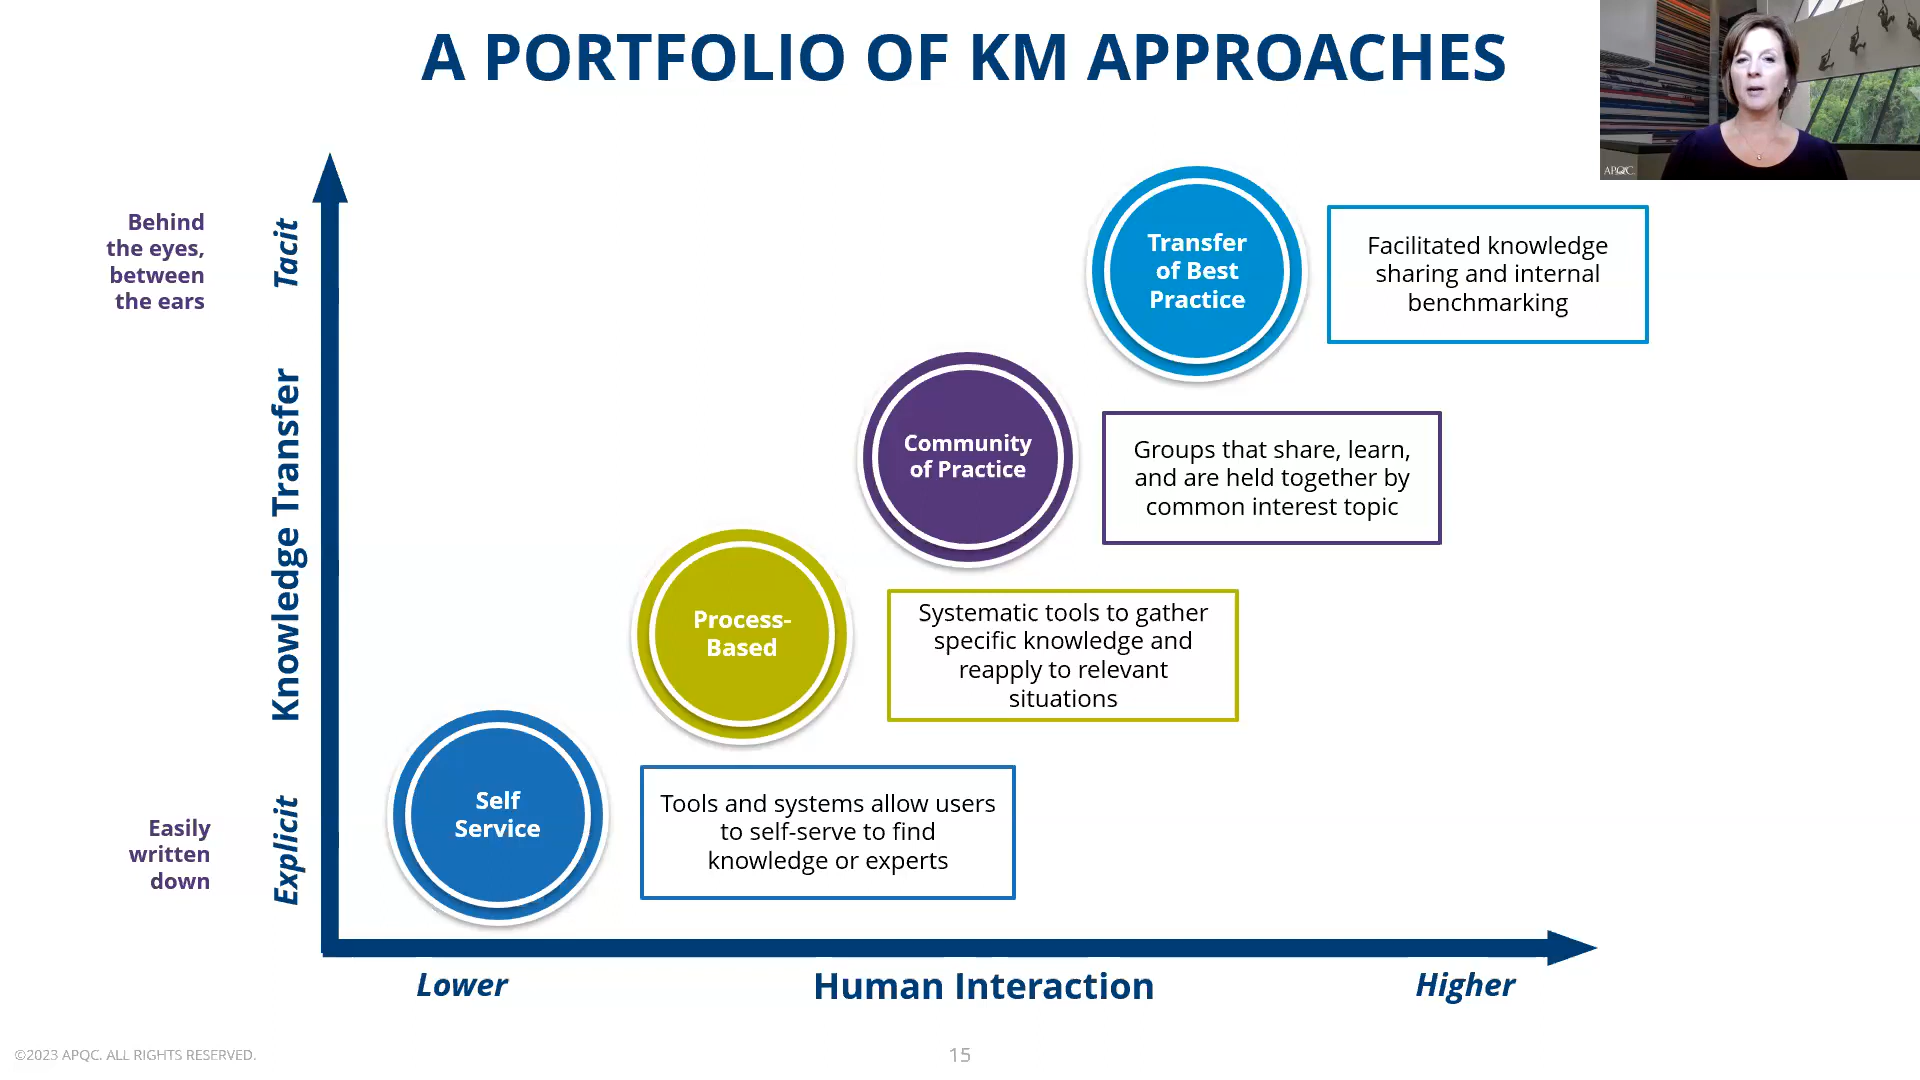 A PORTFOLIO OF KM APPROACHES
APQC
Behind
the eyes,
between
the ears
Tacit
Knowledge Transfer
Explicit
Easily
written
down
Transfer
of Best
Practice
Facilitated knowledge
sharing and internal
benchmarking
Community
of Practice
Groups that share, learn,
and are held together by
common interest topic
Process-
Based
Systematic tools to gather
specific knowledge and
reapply to relevant
situations
Self
Service
Tools and systems allow users
to self-serve to find
knowledge or experts
Lower
Human Interaction
Higher
©2023 APQC. ALL RIGHTS RESERVED.
15